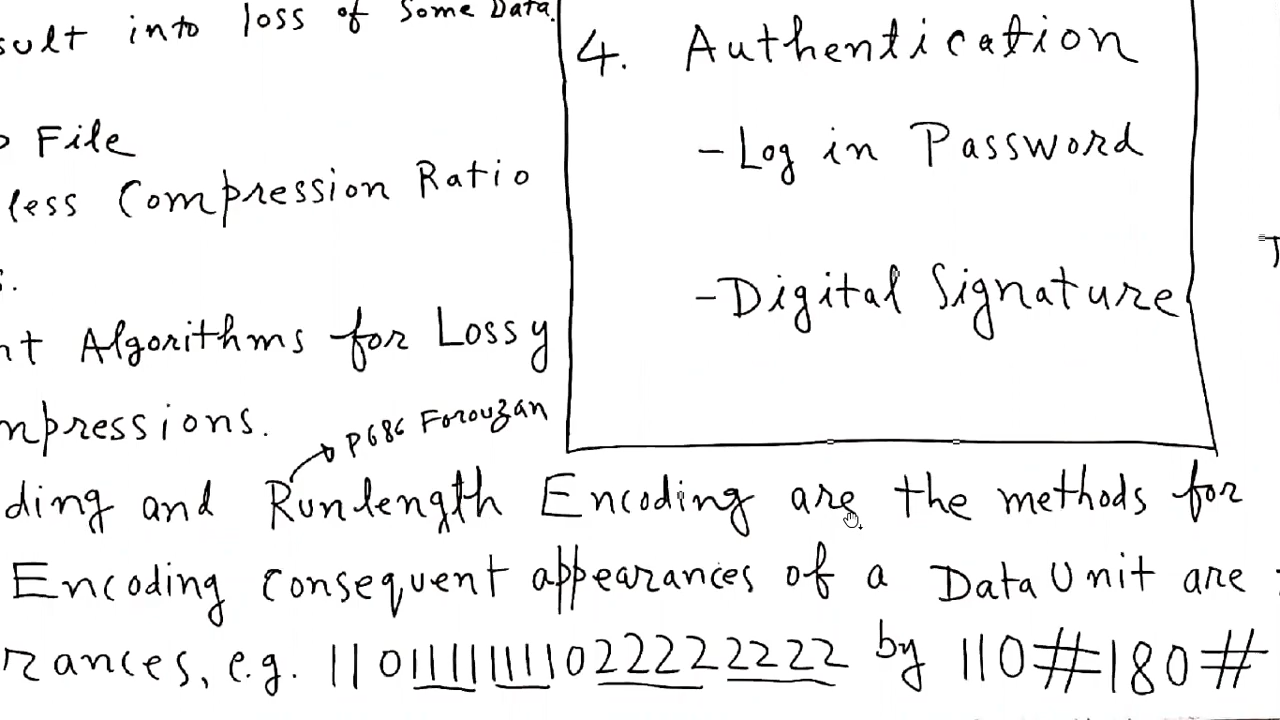 sult into loss of Some Data.
File
less Compression Ratio
s.
nt Algorithms for Lossy
mpressions.
P686 Forouzan
4. Authentication
- Log in Password
- Digital Signature
ding and Runlength Encoding are the methods for
Encoding Consequent appearances of a Data Unit are
rances, e.g. 110111111110222222222 by 110#180#